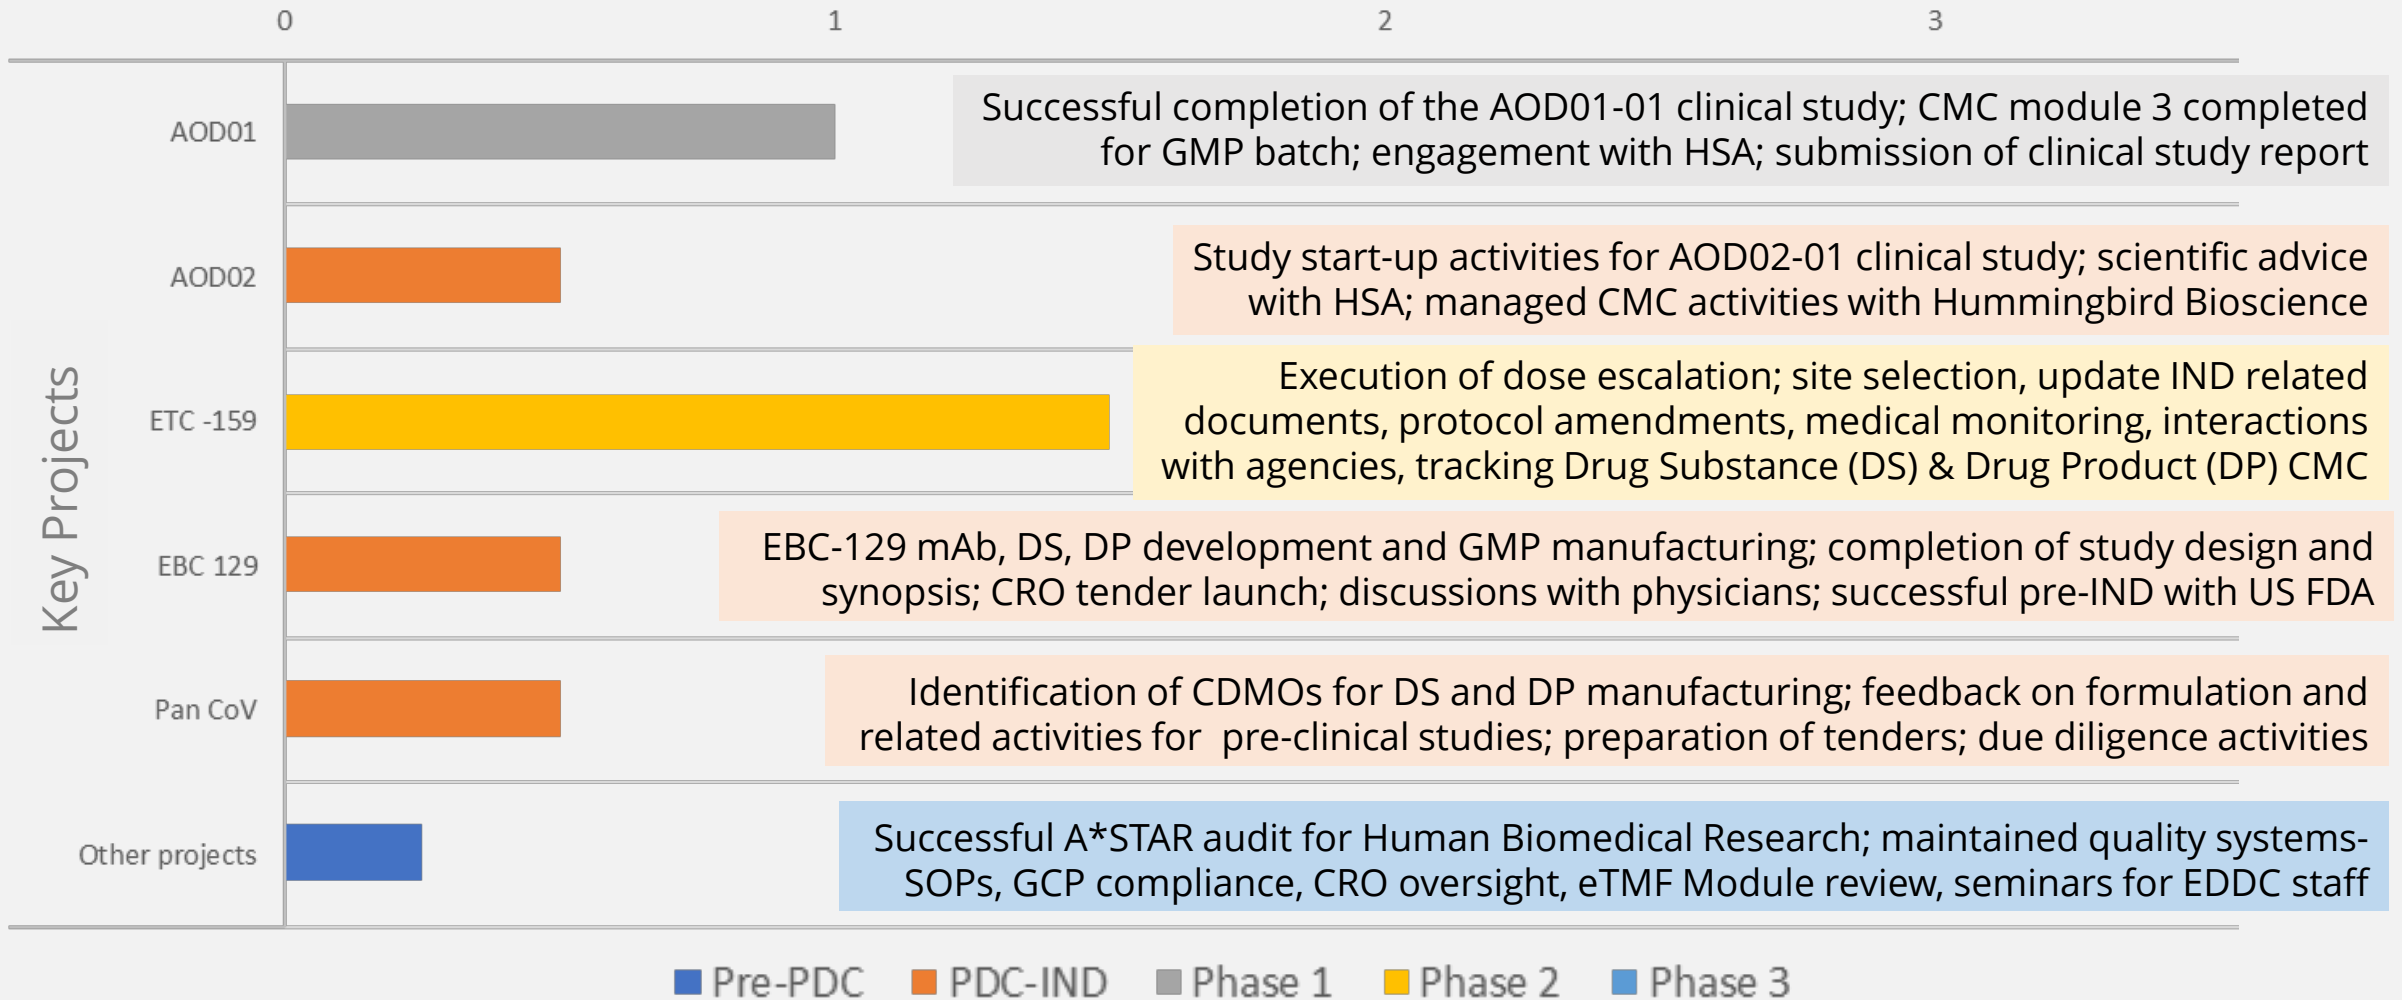 0 1 2 3
Key Projects
AOD01
Successful completion of the AOD01-01 clinical study; CMC module 3 completed
for GMP batch; engagement with HSA; submission of clinical study report
AOD02
Study start-up activities for AOD02-01 clinical study; scientific advice
with HSA; managed CMC activities with Hummingbird Bioscience
ETC -159
Execution of dose escalation; site selection, update IND related
documents, protocol amendments, medical monitoring, interactions
with agencies, tracking Drug Substance (DS) & Drug Product (DP) CMC
EBC 129
EBC-129 mAb, DS, DP development and GMP manufacturing; completion of study design and
synopsis; CRO tender launch; discussions with physicians; successful pre-IND with US FDA
Pan CoV
Identification of CDMOs for DS and DP manufacturing; feedback on formulation and
related activities for  pre-clinical studies; preparation of tenders; due diligence activities
Other projects
Successful A*STAR audit for Human Biomedical Research; maintained quality systems-
SOPs, GCP compliance, CRO oversight, eTMF Module review, seminars for EDDC staff
Pre-PDC PDC-IND Phase 1 Phase 2 Phase 3